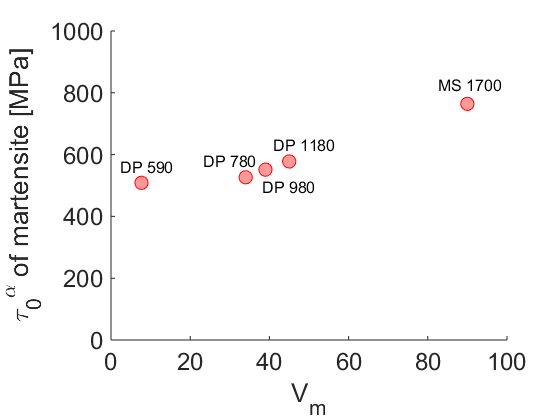 τ0α of martensite [MPa]
1000
800
600
400
200
0
MS 1700
DP 1180
DP 590
DP 780
DP 980
0 20 40 60 80 100
Vm